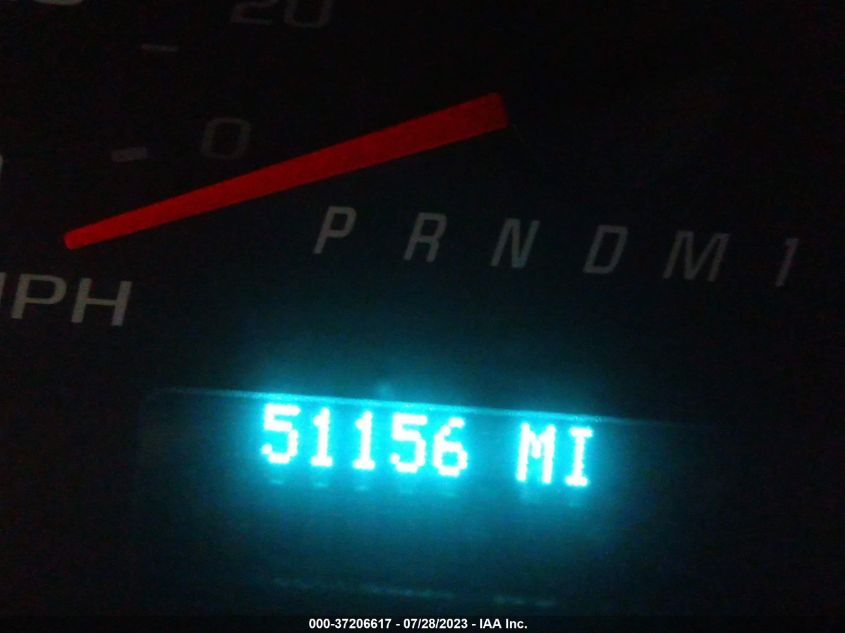 20
0
P R N D M 1
MPH
51156 MI
000-37206617 - 07/28/2023 - IAA Inc.